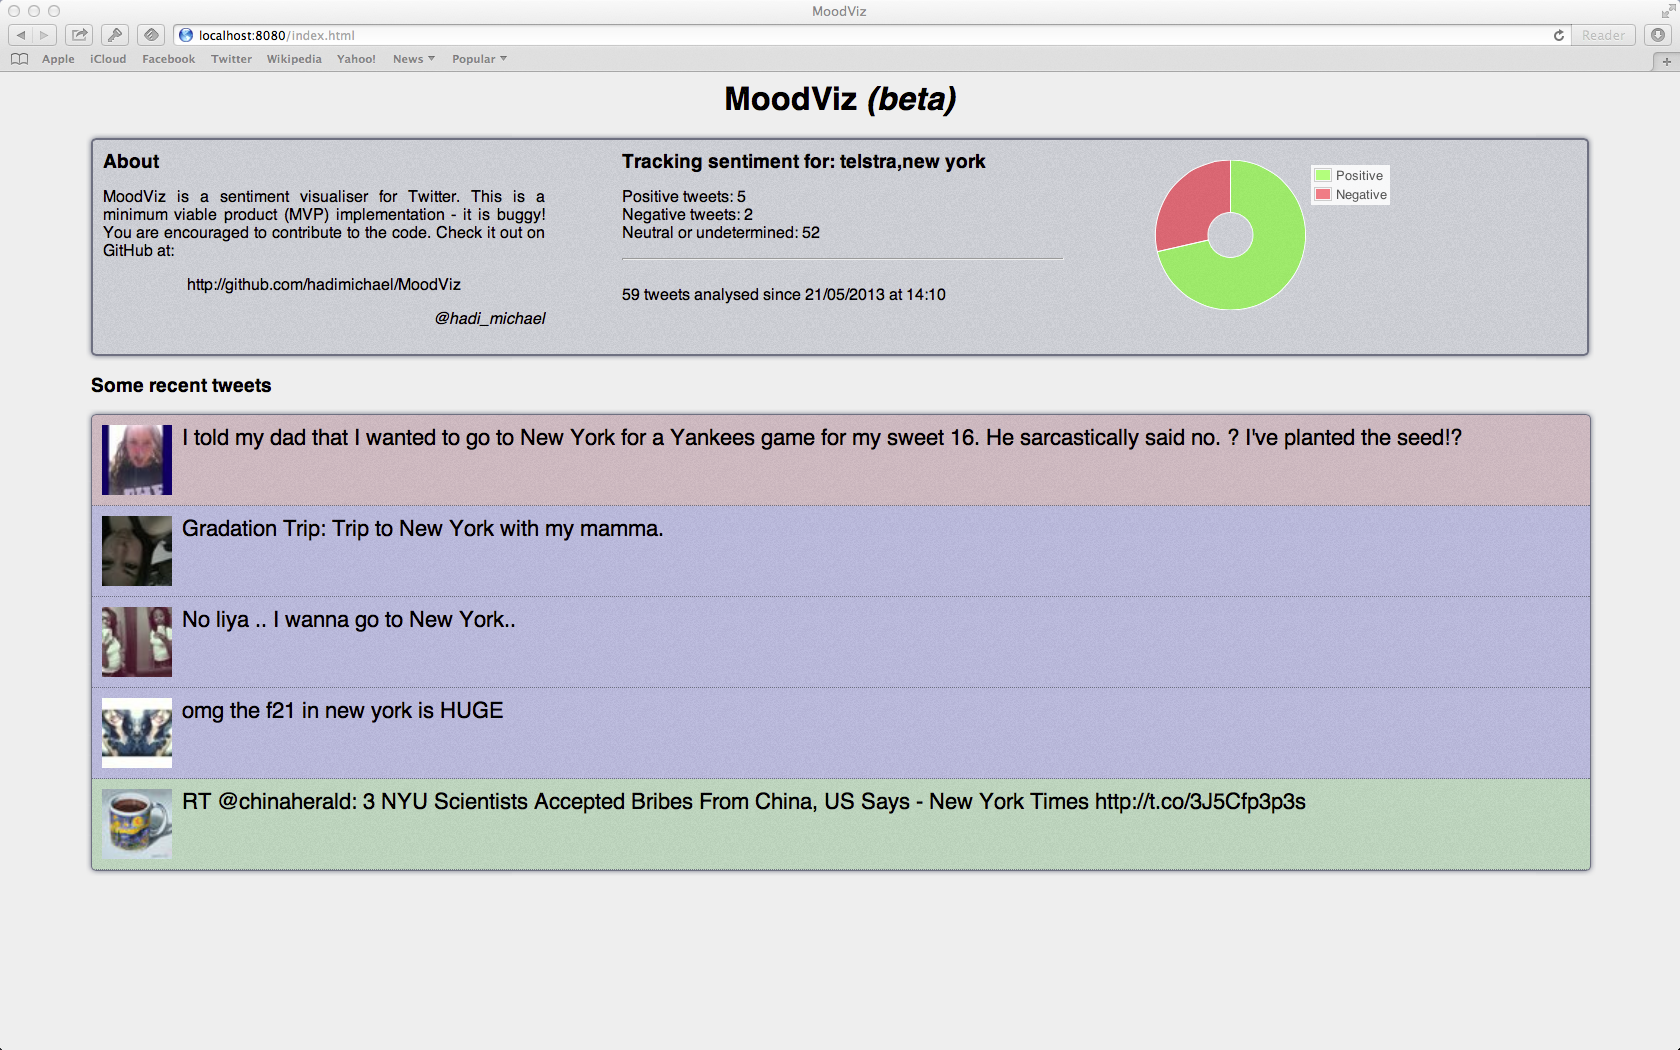 MoodViz
localhost:8080/index.html
Reader
Apple iCloud Facebook Twitter Wikipedia Yahoo! News Popular
MoodViz (beta)
About
MoodViz is a sentiment visualiser for Twitter. This is a
minimum viable product (MVP) implementation - it is buggy!
You are encouraged to contribute to the code. Check it out on
GitHub at:
http://github.com/hadimichael/MoodViz
@hadi_michael
Tracking sentiment for: telstra,new york
Positive tweets: 5
Negative tweets: 2
Neutral or undetermined: 52
59 tweets analysed since 21/05/2013 at 14:10
Positive
Negative
Some recent tweets
I told my dad that I wanted to go to New York for a Yankees game for my sweet 16. He sarcastically said no. ? I've planted the seed!?
Gradation Trip: Trip to New York with my mamma.
No liya .. I wanna go to New York..
omg the f21 in new york is HUGE
RT @chinaherald: 3 NYU Scientists Accepted Bribes From China, US Says - New York Times http://t.co/3J5Cfp3p3s